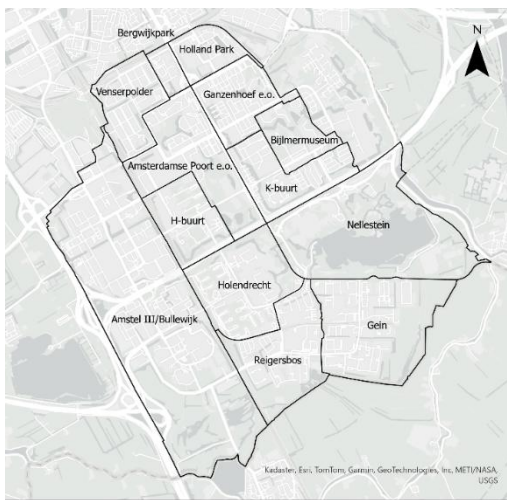 N
Bergwijkpark
Holland Park
Venserpolder
Ganzenhoef e.o.
Bijlmermuseum
Amsterdamse Poort e.o.
K-buurt
H-buurt
Nellestein
Holendrecht
Amstel III/Bullewijk
Gein
Reigersbos
Kadaster, Esri, TomTom, Garmin, GeoTechnologies, Inc, METI/NASA,
USGS